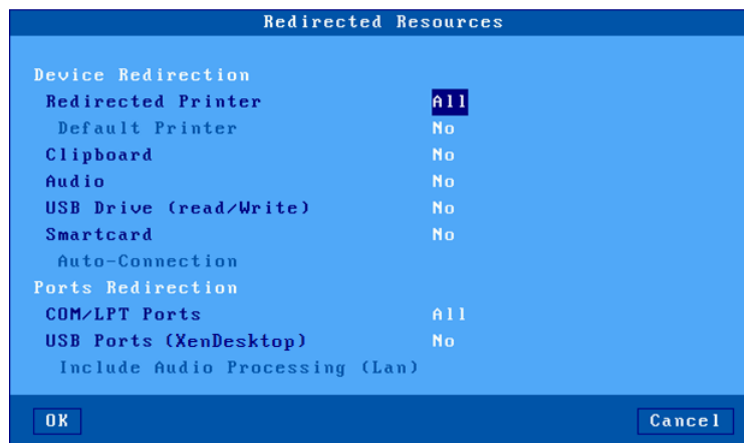 Redirected Resources
Device Redirection
Redirected Printer All
Default Printer No
Clipboard No
Audio No
USB Drive (read/Write) No
Smartcard No
Auto-Connection
Ports Redirection
COM/LPT Ports All
USB Ports (XenDesktop) No
Include Audio Processing (Lan)
OK Cancel